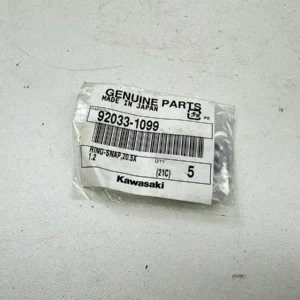 GENUINE PARTS
MADE IN JAPAN
92033-1099
RING-SNAP,20.5X
1.2
QTY
(21C) 5
Kawasaki